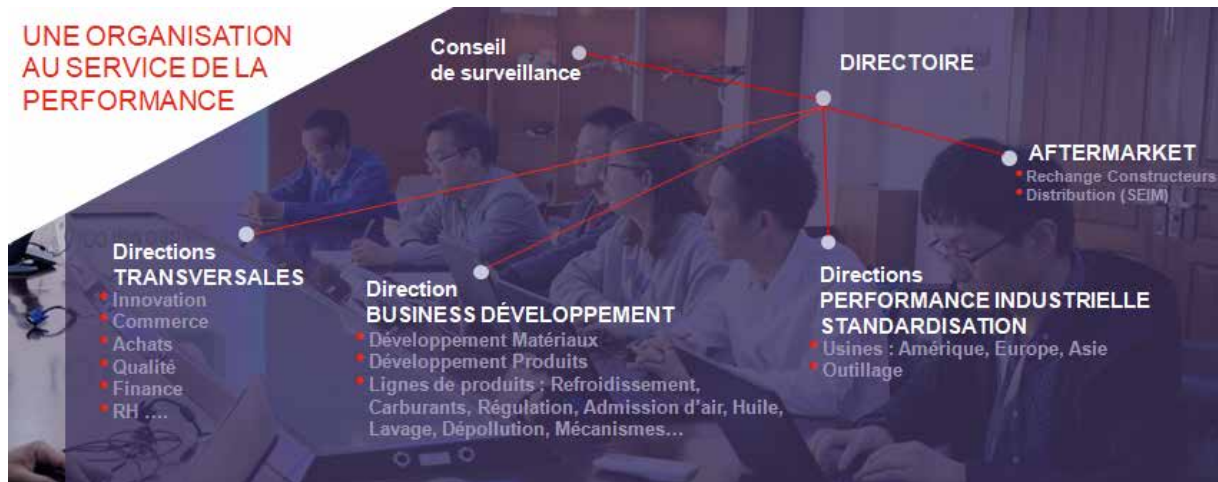 UNE ORGANISATION
AU SERVICE DE LA
PERFORMANCE
Conseil
de surveillance
DIRECTOIRE
AFTERMARKET
• Rechange Constructeurs
• Distribution (SEIM)
Directions
TRANSVERSALES
• Innovation
• Commerce
• Achats
• Qualité
• Finance
• RH ....
Direction
BUSINESS DÉVELOPPEMENT
• Développement Matériaux
• Développement Produits
• Lignes de produits : Refroidissement,
Carburants, Régulation, Admission d'air, Huile,
Lavage, Dépollution, Mécanismes…
Directions
PERFORMANCE INDUSTRIELLE
STANDARDISATION
• Usines : Amérique, Europe, Asie
• Outillage